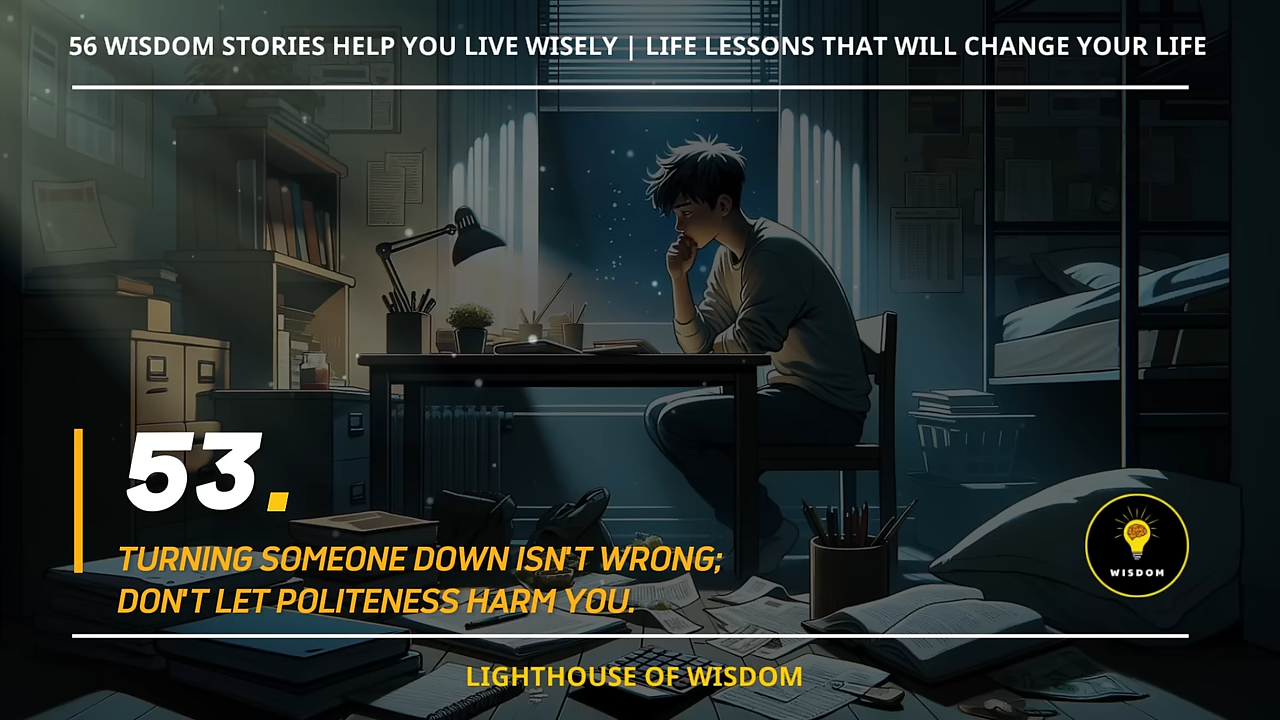 56 WISDOM STORIES HELP YOU LIVE WISELY | LIFE LESSONS THAT WILL CHANGE YOUR LIFE
53.
TURNING SOMEONE DOWN ISN'T WRONG;
DON'T LET POLITENESS HARM YOU.
WISDOM
LIGHTHOUSE OF WISDOM